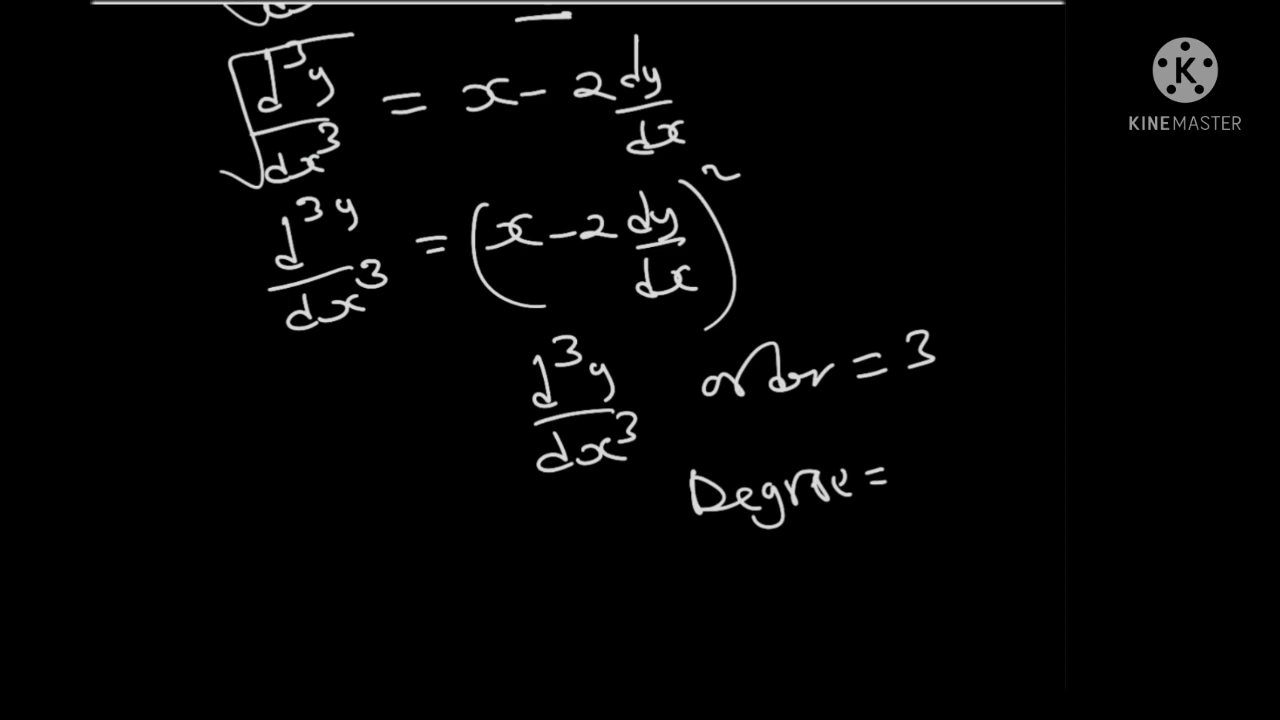 √(d³y/dx³) = x - 2 dy/dx
d³y/dx³ = (x - 2 dy/dx)²
d³y/dx³ order = 3
Degree =
K
KINEMASTER